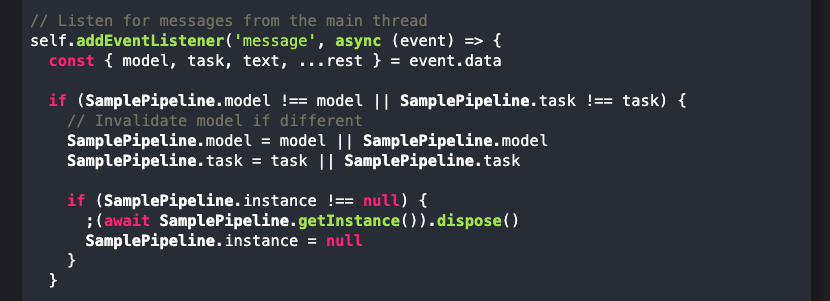 // Listen for messages from the main thread
self.addEventListener('message', async (event) => {
  const { model, task, text, ...rest } = event.data

  if (SamplePipeline.model !== model || SamplePipeline.task !== task) {
    // Invalidate model if different
    SamplePipeline.model = model || SamplePipeline.model
    SamplePipeline.task = task || SamplePipeline.task

    if (SamplePipeline.instance !== null) {
      ;(await SamplePipeline.getInstance()).dispose()
      SamplePipeline.instance = null
    }
  }